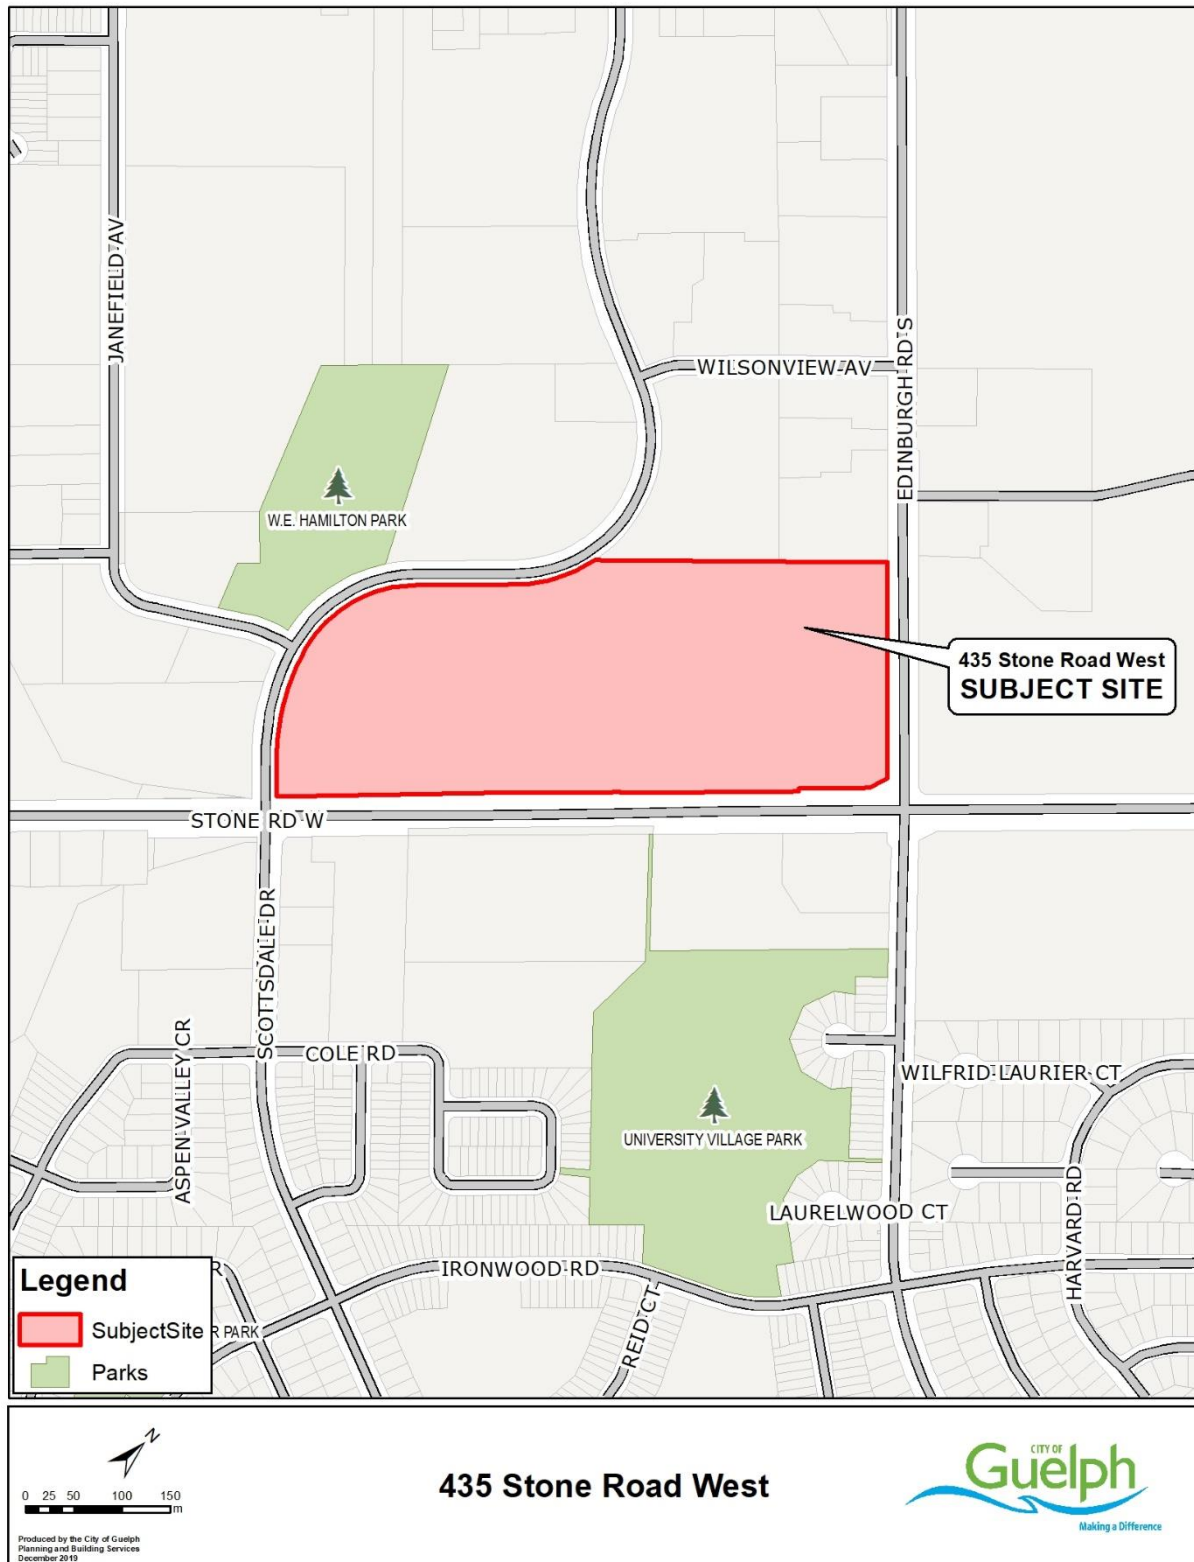 JANEFIELD AV
WILSONVIEW AV
EDINBURGH RD S
W.E. HAMILTON PARK
435 Stone Road West
SUBJECT SITE
STONE RD W
SCOTTSDALE DR
ASPEN VALLEY CR
COLE RD
WILFRID LAURIER CT
UNIVERSITY VILLAGE PARK
LAURELWOOD CT
HARVARD RD
IRONWOOD RD
REID CT
Legend
R
SubjectSite
R PARK
Parks
N
0 25 50 100 150
m
Produced by the City of Guelph
Planning and Building Services
December 2019
435 Stone Road West
CITY OF
Guelph
Making a Difference